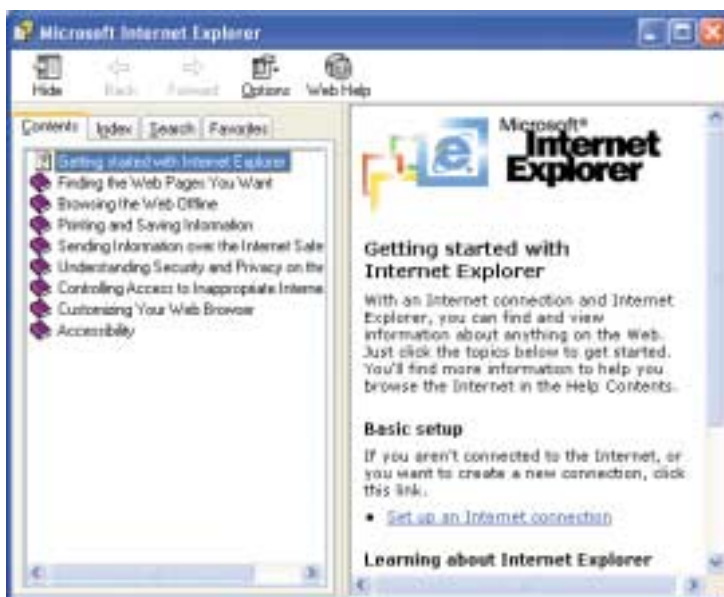 Microsoft Internet Explorer
Hide Back Forward Options Web Help
Contents Index Search Favorites
Getting started with Internet Explorer
Finding the Web Pages You Want
Browsing the Web Offline
Printing and Saving Information
Sending Information over the Internet Safe
Understanding Security and Privacy on the
Controlling Access to Inappropriate Interne
Customizing Your Web Browser
Accessibility
Microsoft®
Internet
Explorer
Getting started with
Internet Explorer
With an Internet connection and Internet
Explorer, you can find and view
information about anything on the Web.
Just click the topics below to get started.
You'll find more information to help you
browse the Internet in the Help Contents.
Basic setup
If you aren't connected to the Internet, or
you want to create a new connection, click
this link.
• Set up an Internet connection
Learning about Internet Explorer